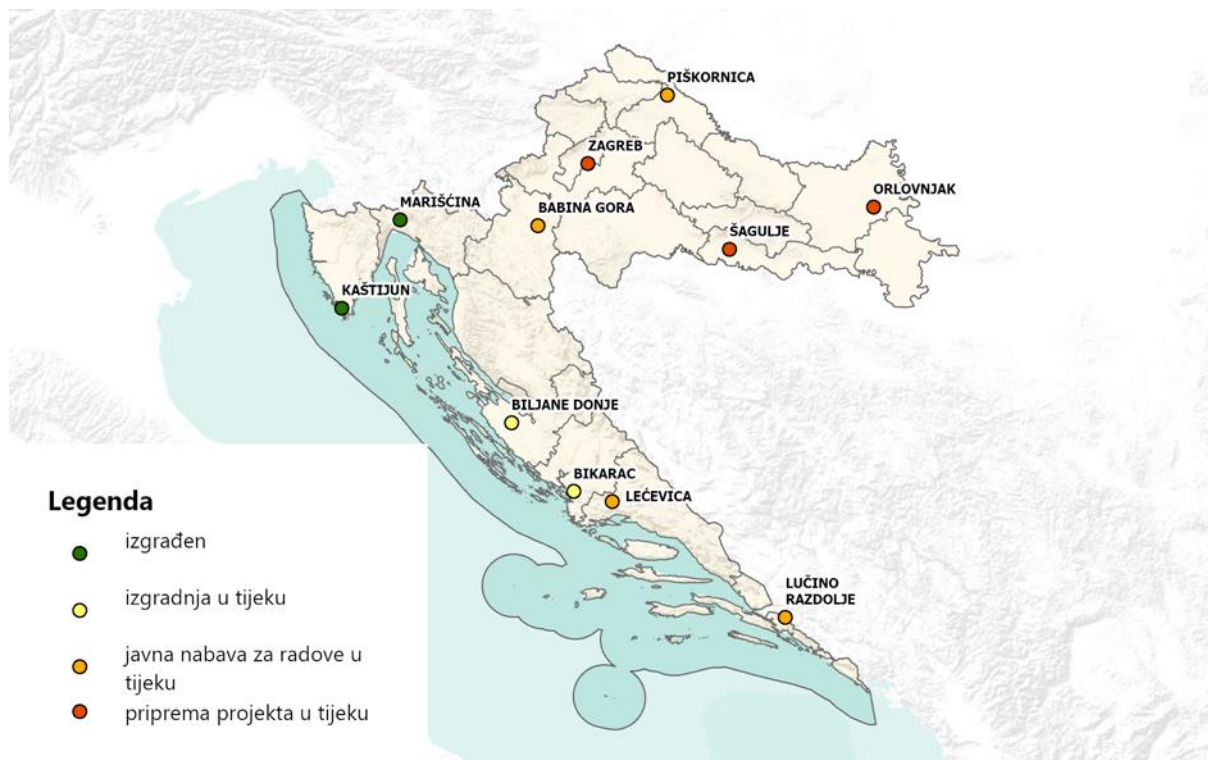 PIŠKORNICA
ZAGREB
ORLOVNJAK
MARIŠĆINA
BABINA GORA
ŠAGULJE
KAŠTIJUN
BILJANE DONJE
BIKARAC
LEĆEVICA
LUČINO
RAZDOLJE
Legenda
izgrađen
izgradnja u tijeku
javna nabava za radove u
tijeku
priprema projekta u tijeku